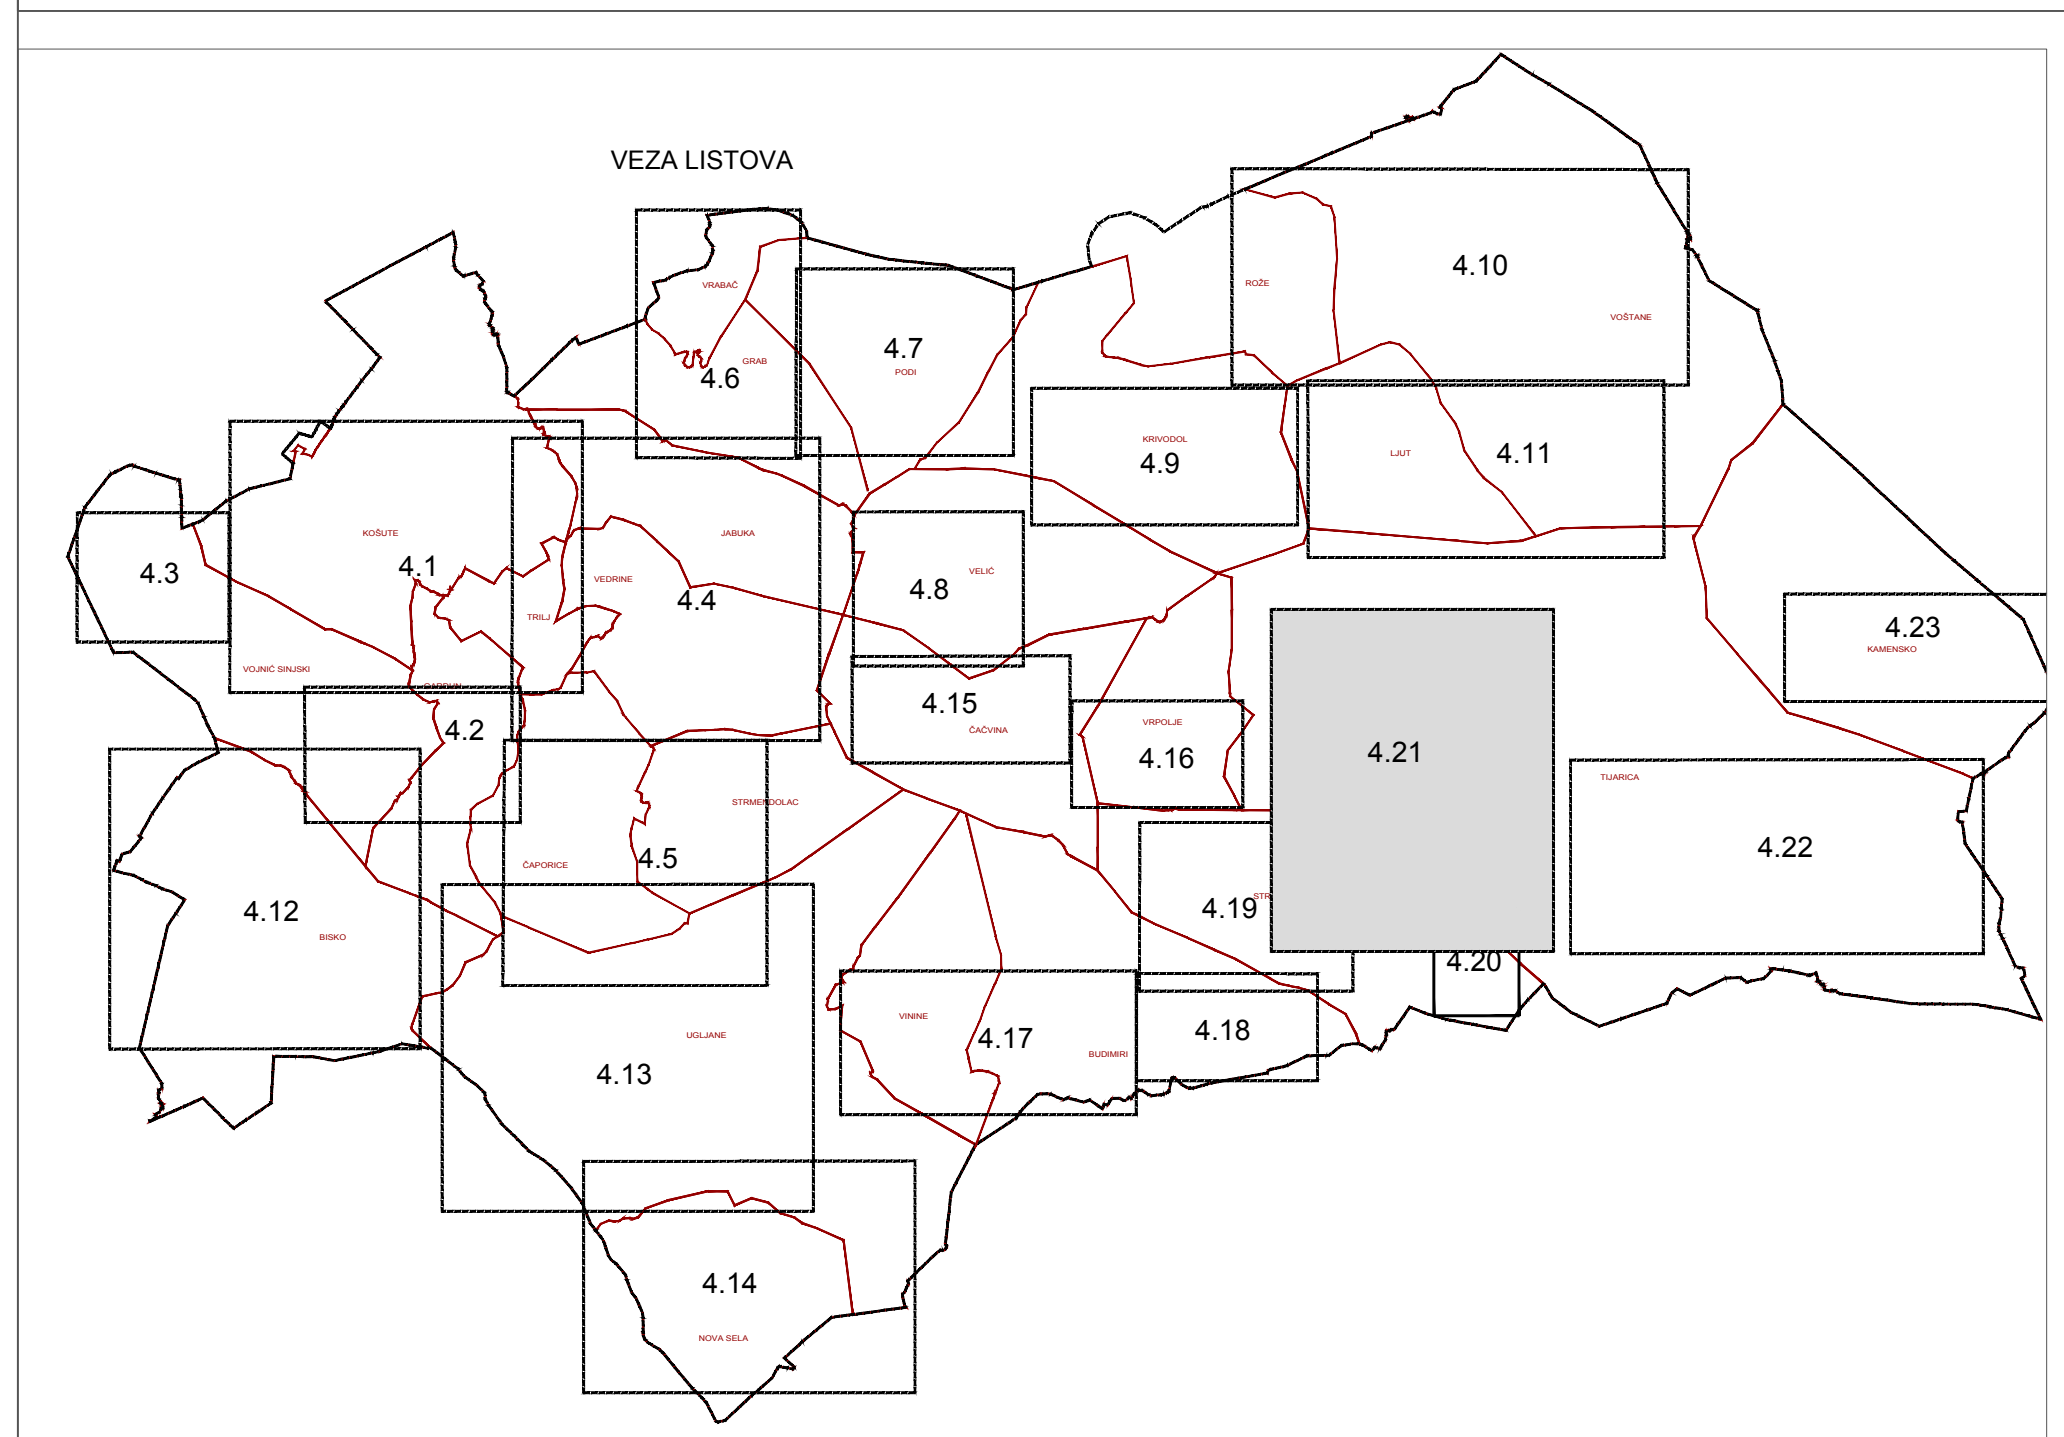 VEZA LISTOVA
4.10
VRABAČ
ROŽE
VOŠTANE
4.7
GRAB
PODI
4.6
KRIVODOL
4.9
LJUT
4.11
KOŠUTE
JABUKA
4.1
4.3
VEDRINE
4.4
VELIĆ
4.8
TRILJ
4.23
KAMENSKO
VOJNIĆ SINJSKI
GARDUN
4.2
4.15
ČAČVINA
VRPOLJE
4.16
4.21
TIJARICA
STRMENDOLAC
4.5
ČAPORICE
4.22
4.12
BISKO
4.19
STR
4.20
VININE
4.17
BUDIMIRI
4.18
UGLJANE
4.13
4.14
NOVA SELA